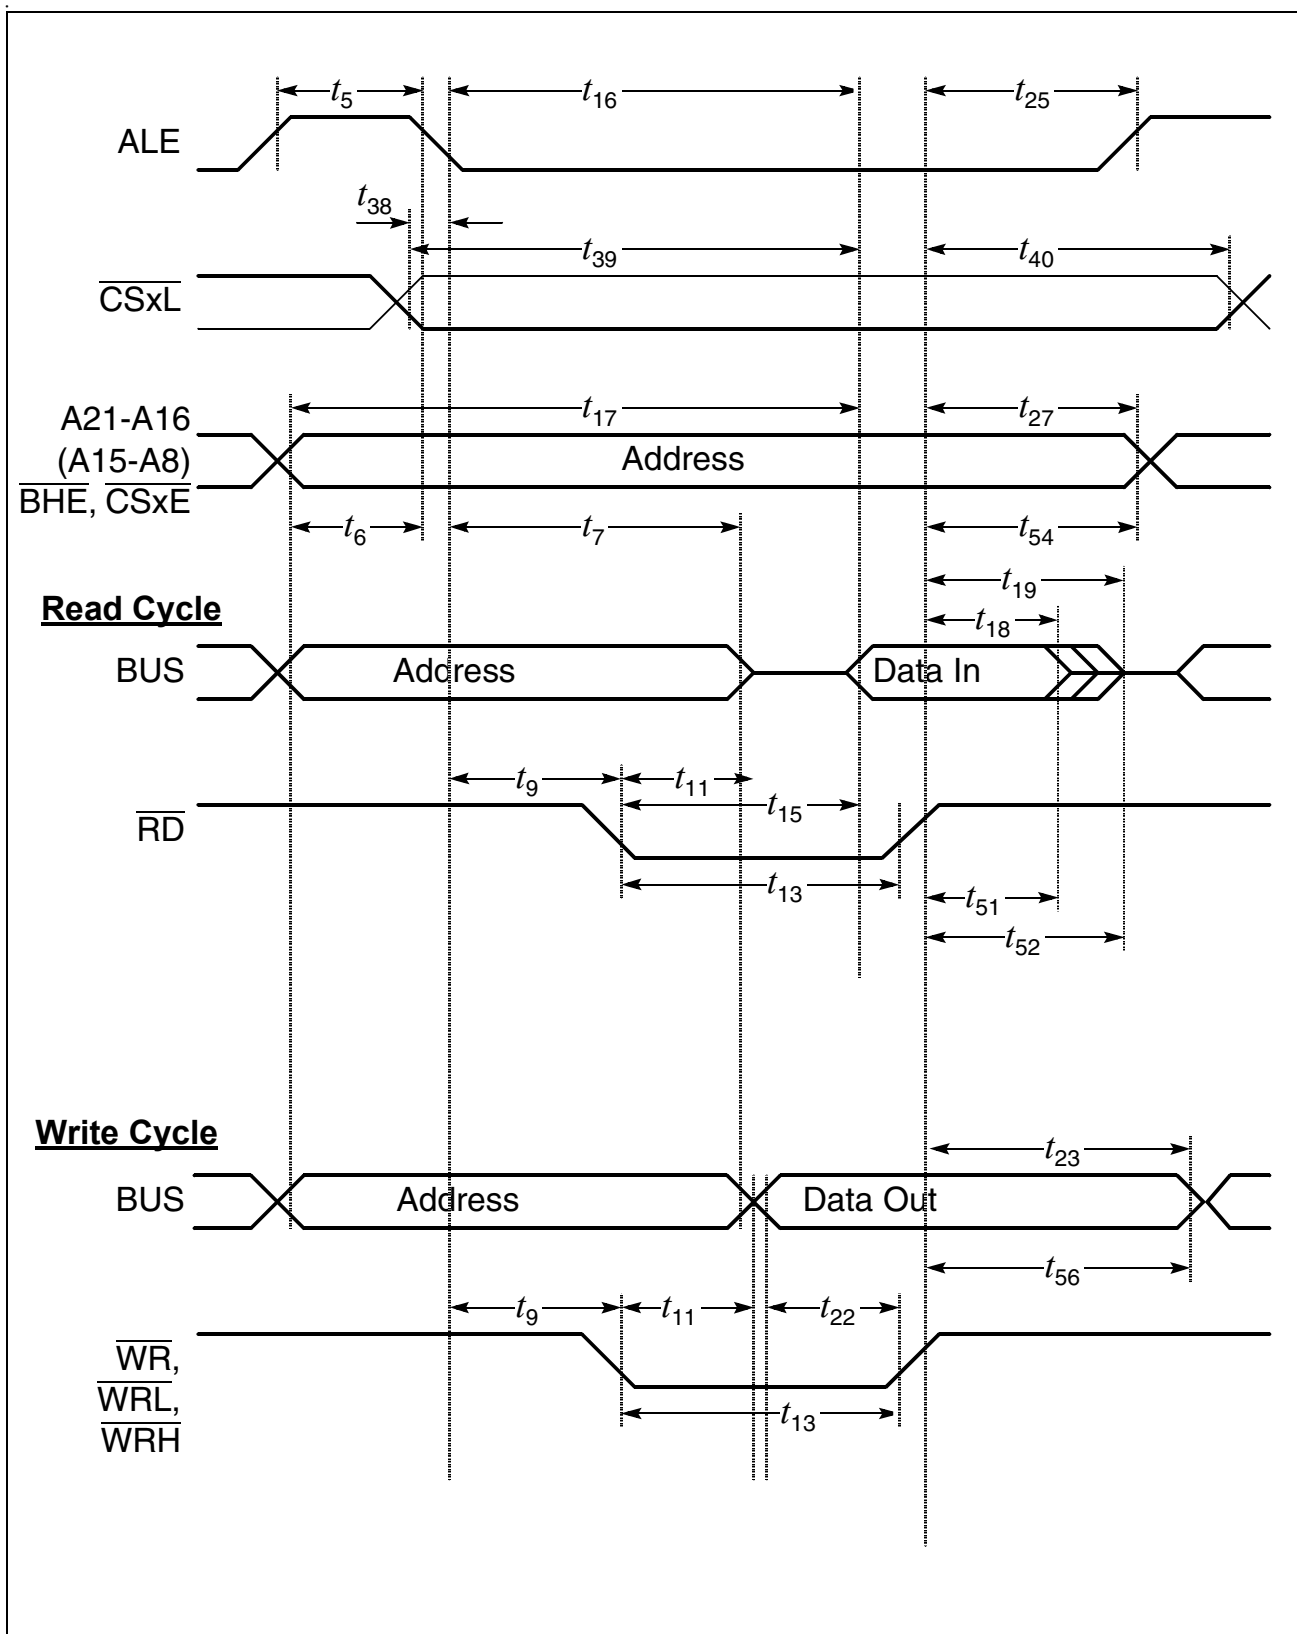 t5 t16 t25
ALE
t38
t39 t40
CSxL
t17 t27
A21-A16
(A15-A8)
BHE, CSxE
Address
t6 t7 t54
t19
Read Cycle
t18
BUS Address Data In
t9 t11
t15
RD
t13
t51
t52
Write Cycle
t23
BUS Address Data Out
t56
t9 t11 t22
WR,
WRL,
t13
WRH